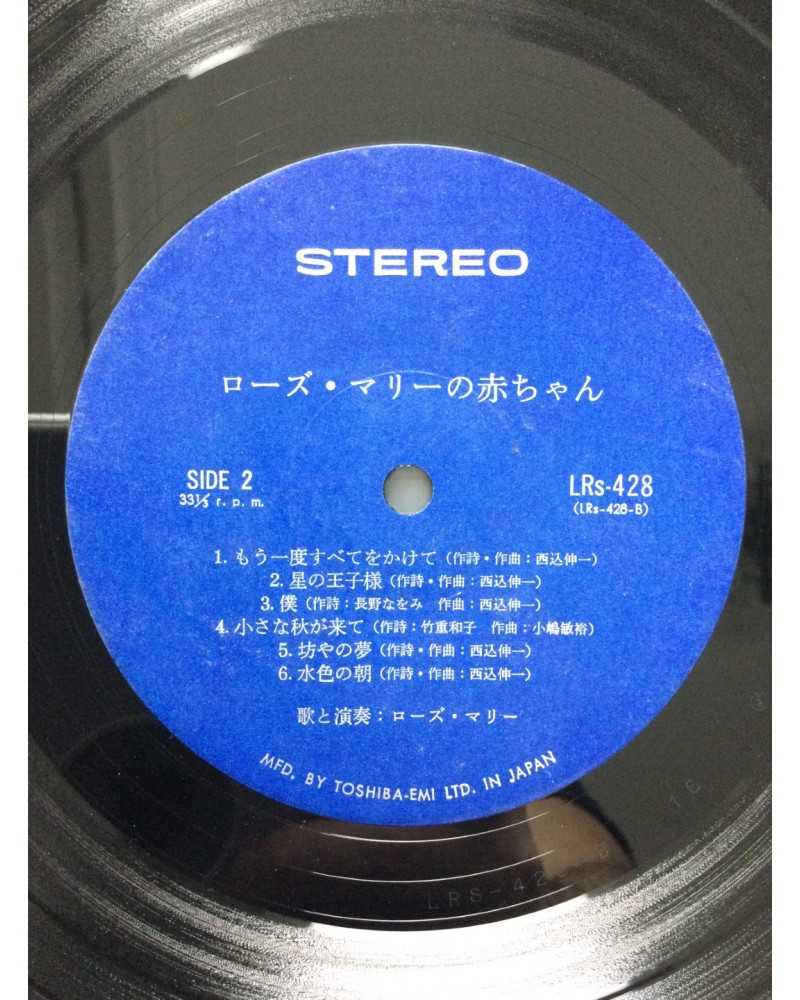 STEREO
ローズ・マリーの赤ちゃん
SIDE 2
33⅓ r. p. m.
LRs-428
(LRs-428-B)
1. もう一度すべてをかけて (作詩・作曲：西込伸一)
2. 星の王子様 (作詩・作曲：西込伸一)
3. 僕 (作詩：長野なをみ 作曲：西込伸一)
4. 小さな秋が来て (作詩：竹重和子 作曲：小嶋敏裕)
5. 坊やの夢 (作詩・作曲：西込伸一)
6. 水色の朝 (作詩・作曲：西込伸一)
歌と演奏：ローズ・マリー
MFD. BY TOSHIBA-EMI LTD. IN JAPAN
LRS-428